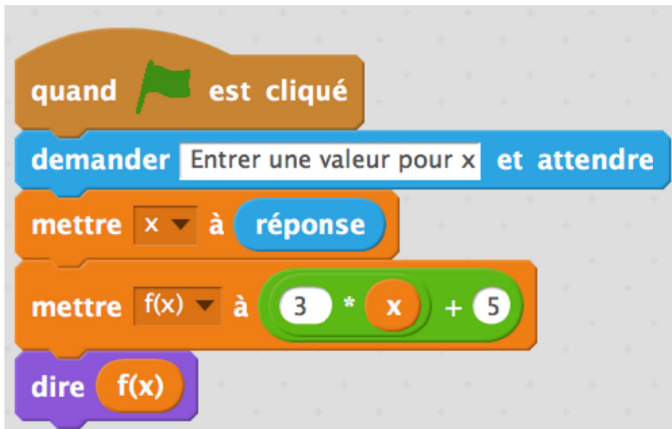 quand est cliqué
demander Entrer une valeur pour x et attendre
mettre x à réponse
mettre f(x) à 3 * x + 5
dire f(x)